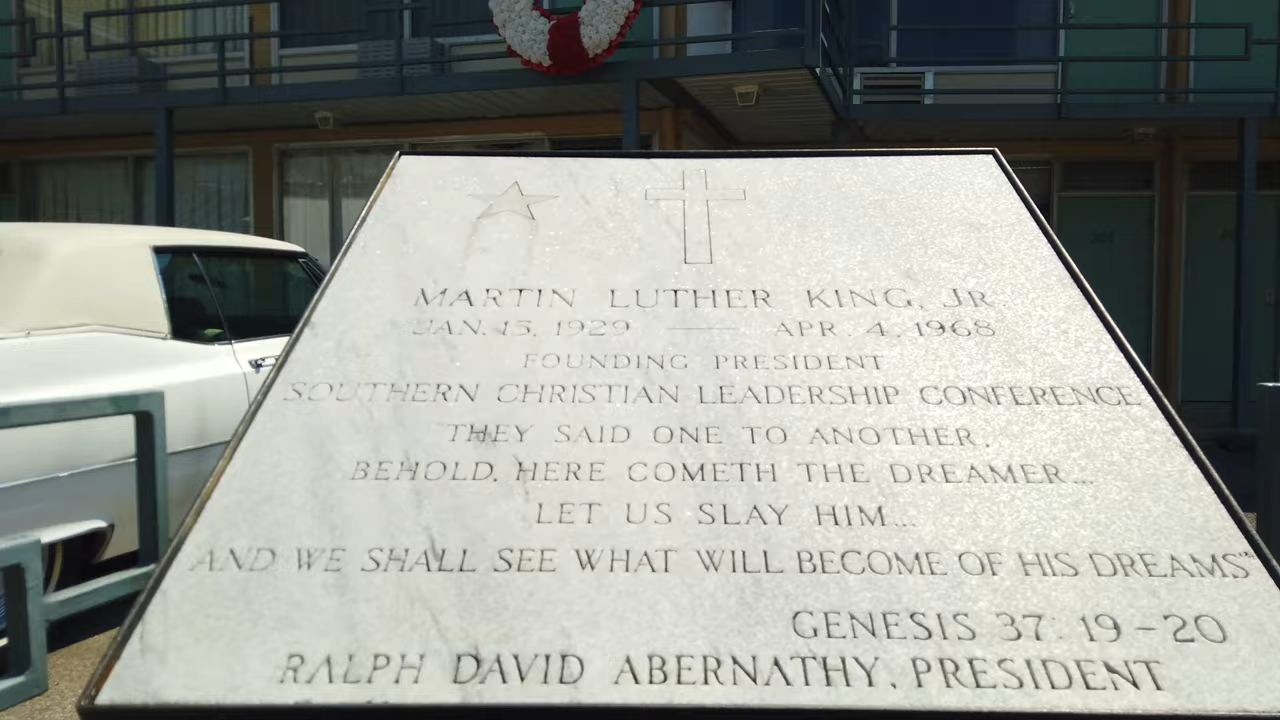 MARTIN LUTHER KING, JR
JAN. 15, 1929 — APR. 4, 1968
FOUNDING PRESIDENT
SOUTHERN CHRISTIAN LEADERSHIP CONFERENCE
"THEY SAID ONE TO ANOTHER,
BEHOLD, HERE COMETH THE DREAMER...
LET US SLAY HIM...
AND WE SHALL SEE WHAT WILL BECOME OF HIS DREAMS"
GENESIS 37: 19-20
RALPH DAVID ABERNATHY, PRESIDENT